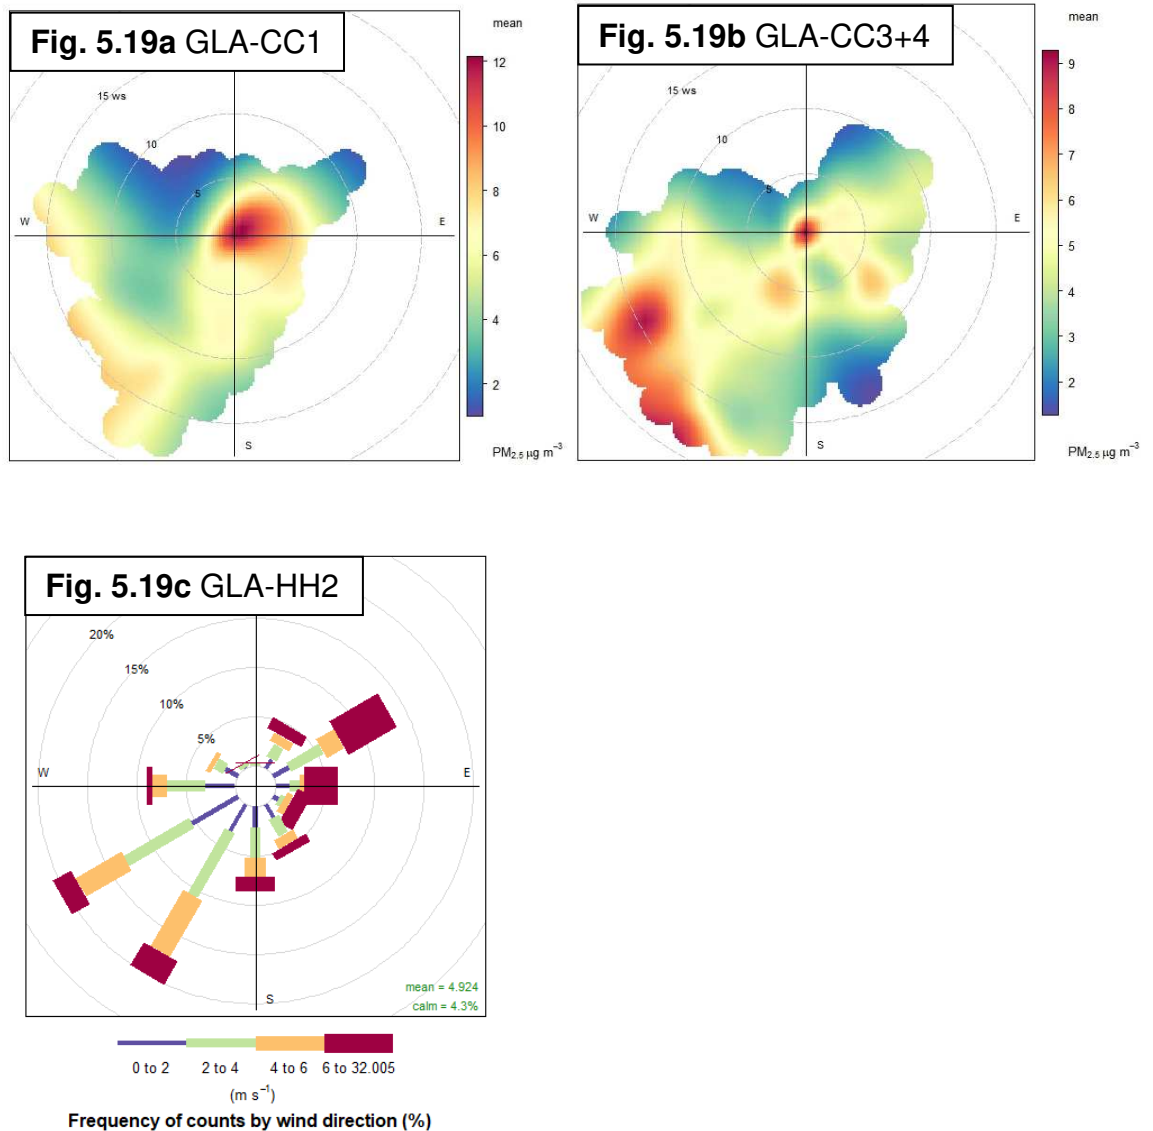 Fig. 5.19a GLA-CC1
mean
12
10
8
6
4
2
PM2.5 µg m−3
15 ws
10
5
W
E
S
Fig. 5.19b GLA-CC3+4
mean
9
8
7
6
5
4
3
2
PM2.5 µg m−3
15 ws
10
5
W
E
S
Fig. 5.19c GLA-HH2
20%
15%
10%
5%
W
E
S
mean = 4.924
calm = 4.3%
0 to 2 2 to 4 4 to 6 6 to 32.005
(m s−1)
Frequency of counts by wind direction (%)